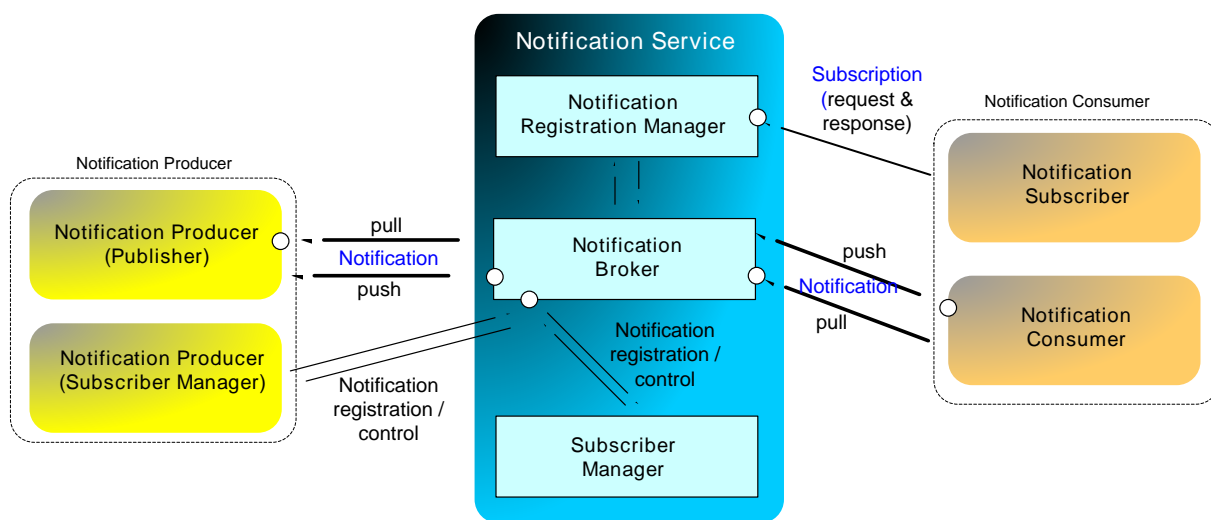 Notification Service
Notification
Registration Manager
Subscription
(request &
response)
Notification Consumer
Notification
Subscriber
Notification Producer
Notification Producer
(Publisher)
pull
Notification
push
Notification
Broker
push
Notification
pull
Notification
Consumer
Notification Producer
(Subscriber Manager)
Notification
registration /
control
Notification
registration /
control
Subscriber
Manager